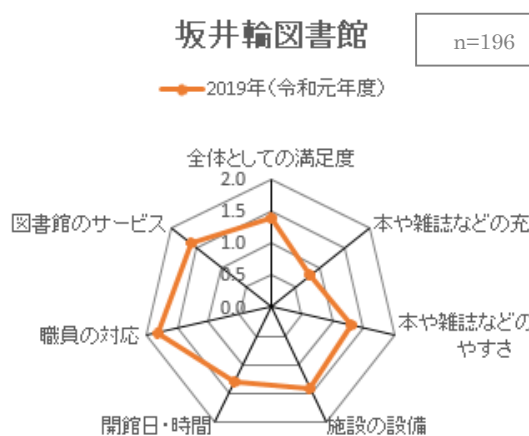 坂井輪図書館
n=196
2019年(令和元年度)
全体としての満足度
2.0
1.5
1.0
0.5
0.0
本や雑誌などの充
本や雑誌などの
やすさ
施設の設備
開館日・時間
職員の対応
図書館のサービス